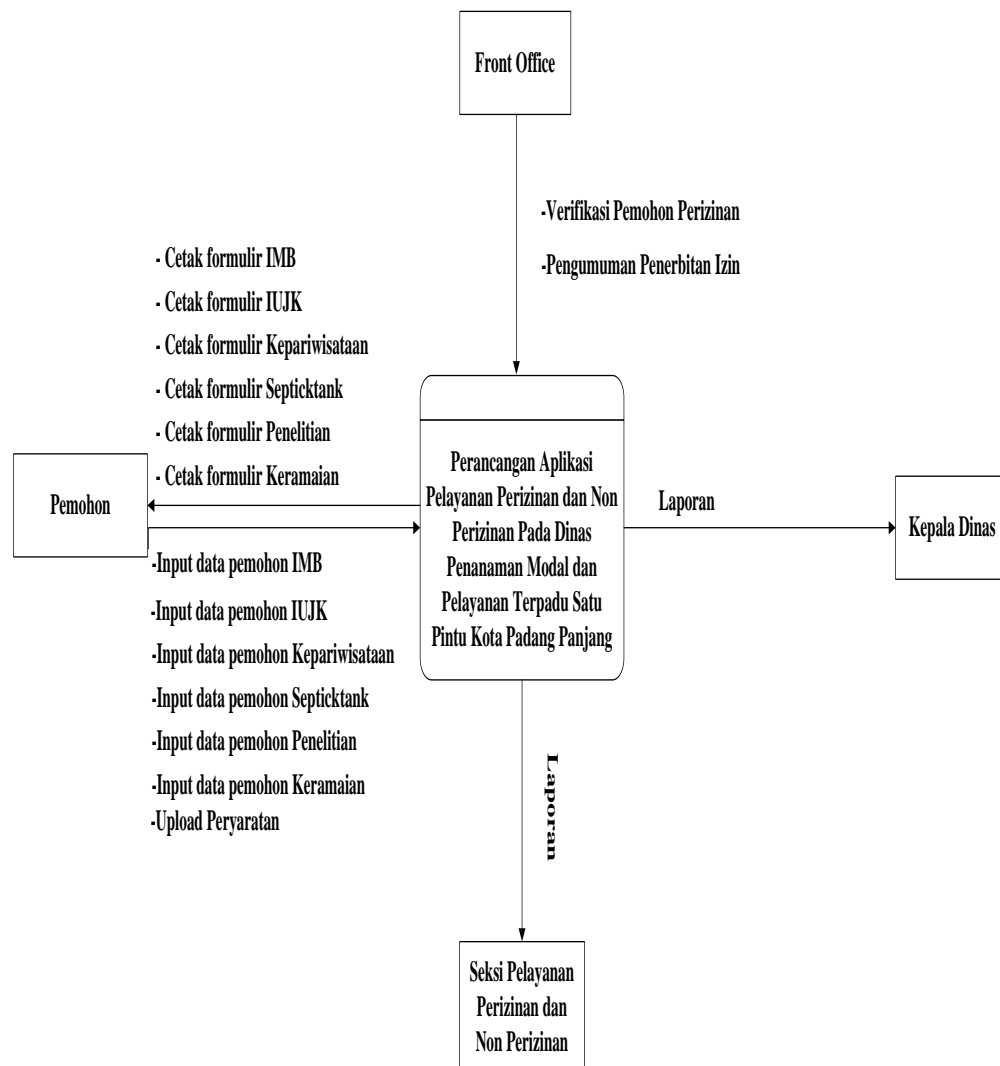 Front Office
-Verifikasi Pemohon Perizinan
-Pengumuman Penerbitan Izin
- Cetak formulir IMB
- Cetak formulir IUJK
- Cetak formulir Kepariwisataan
- Cetak formulir Septicktank
- Cetak formulir Penelitian
- Cetak formulir Keramaian
Pemohon
Perancangan Aplikasi
Pelayanan Perizinan dan Non
Perizinan Pada Dinas
Penanaman Modal dan
Pelayanan Terpadu Satu
Pintu Kota Padang Panjang
Laporan
Kepala Dinas
-Input data pemohon IMB
-Input data pemohon IUJK
-Input data pemohon Kepariwisataan
-Input data pemohon Septicktank
-Input data pemohon Penelitian
-Input data pemohon Keramaian
-Upload Peryaratan
Laporan
Seksi Pelayanan
Perizinan dan
Non Perizinan